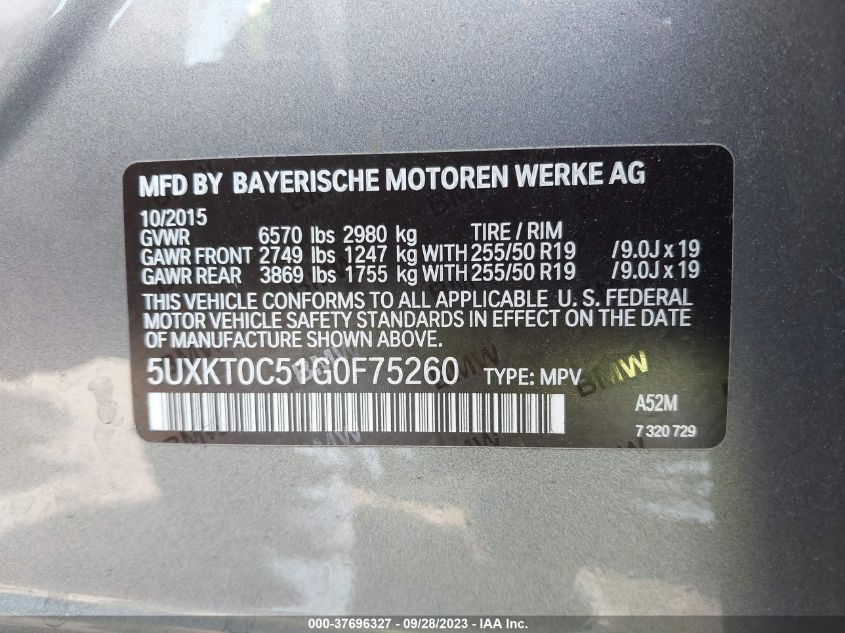 MFD BY BAYERISCHE MOTOREN WERKE AG
10/2015
GVWR 6570 lbs 2980 kg TIRE / RIM
GAWR FRONT 2749 lbs 1247 kg WITH 255/50 R19 /9.0J x 19
GAWR REAR 3869 lbs 1755 kg WITH 255/50 R19 /9.0J x 19
THIS VEHICLE CONFORMS TO ALL APPLICABLE U. S. FEDERAL
MOTOR VEHICLE SAFETY STANDARDS IN EFFECT ON THE DATE
OF MANUFACTURE SHOWN ABOVE.
5UXKT0C51G0F75260 TYPE: MPV
BMW
A52M
BMW
BMW
7 320 729
000-37696327 - 09/28/2023 - © IAA, Inc.